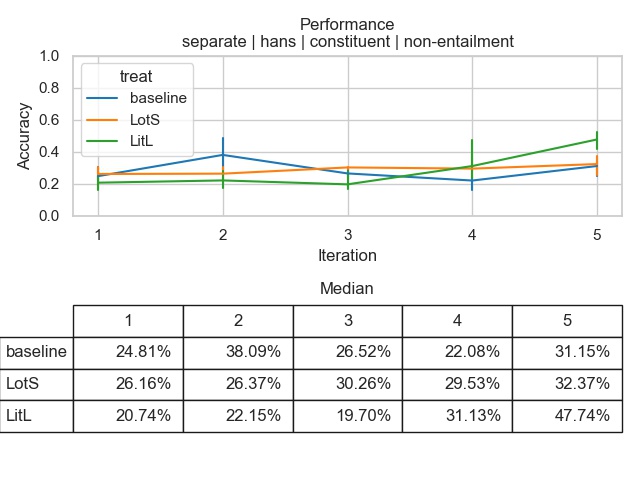 Performance
separate | hans | constituent | non-entailment
1.0
0.8
0.6
0.4
0.2
0.0
Accuracy
treat
baseline
LotS
LitL
1 2 3 4 5
Iteration
Median
1 2 3 4 5
baseline 24.81% 38.09% 26.52% 22.08% 31.15%
LotS 26.16% 26.37% 30.26% 29.53% 32.37%
LitL 20.74% 22.15% 19.70% 31.13% 47.74%